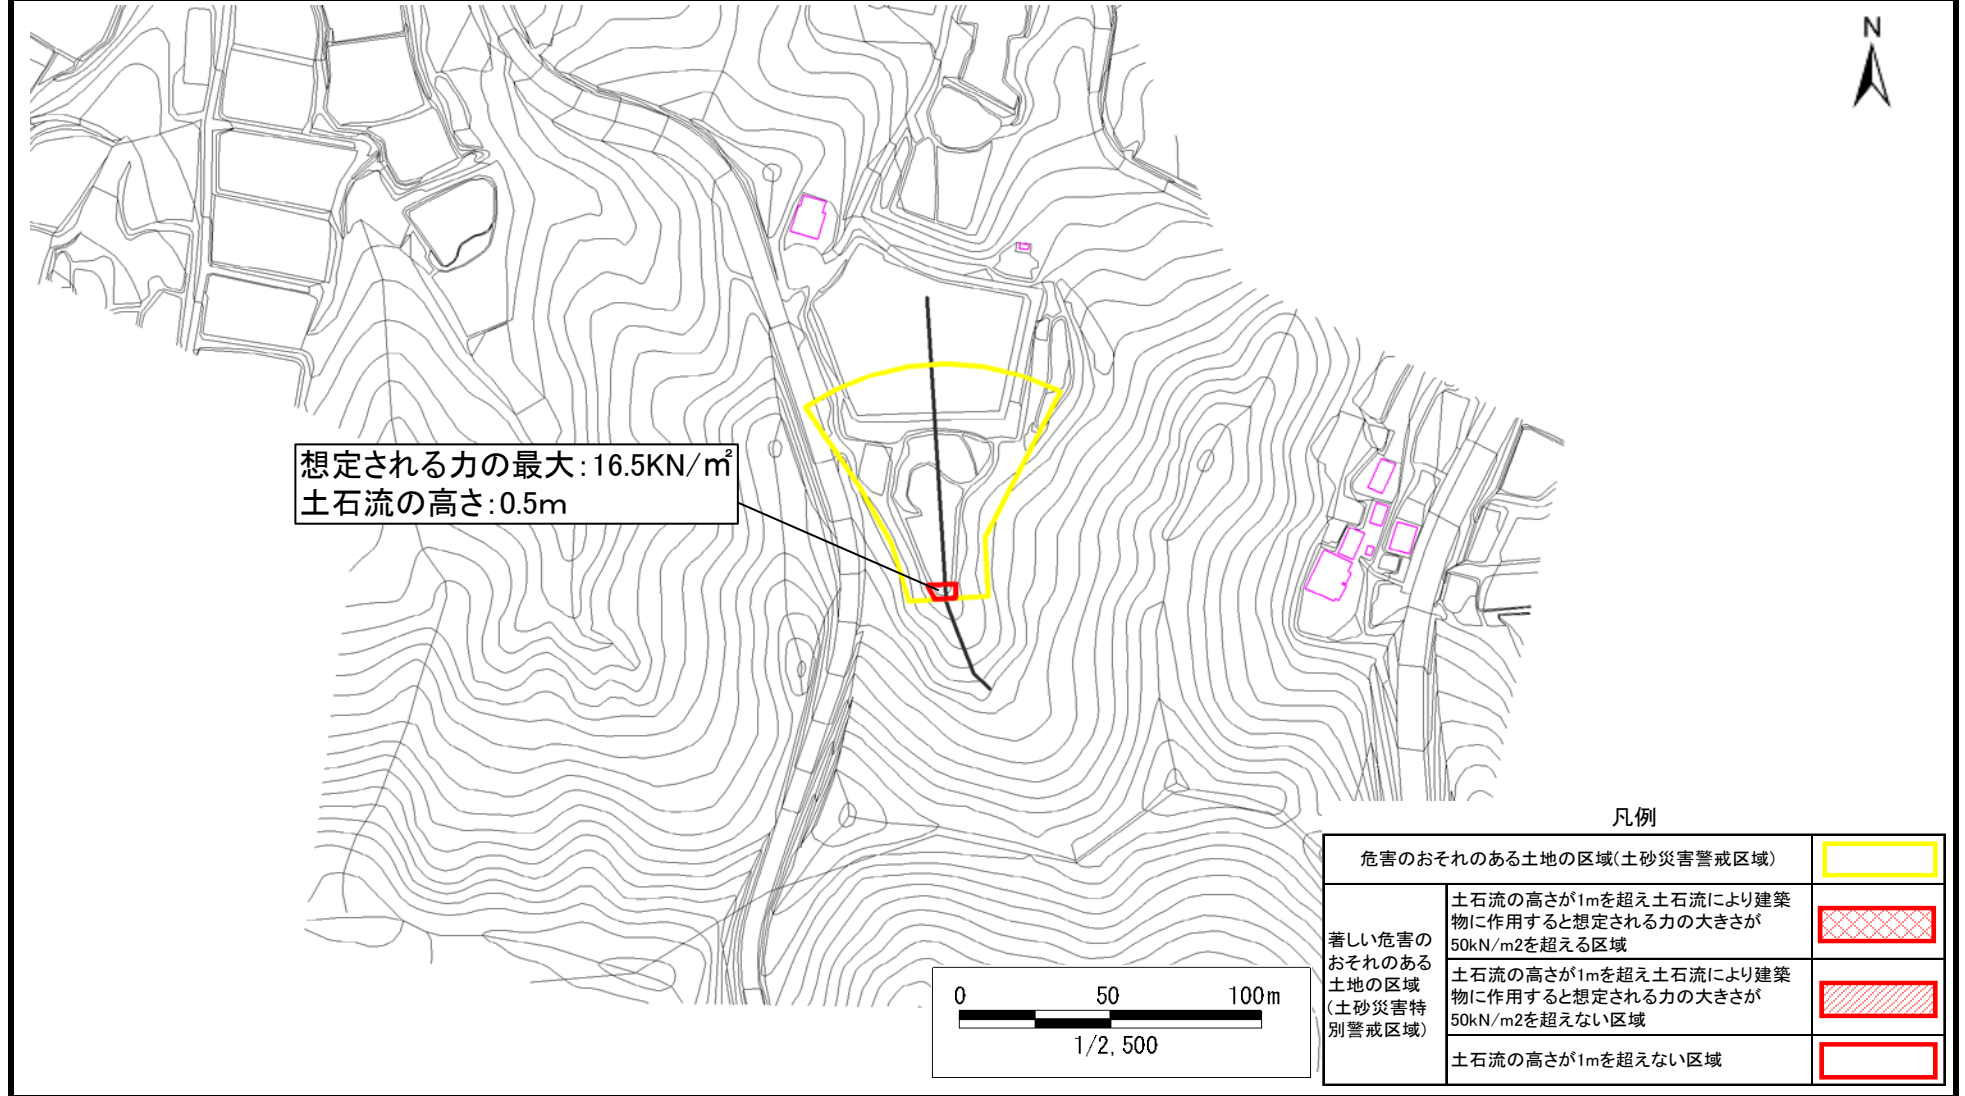 N
想定される力の最大:16.5KN/㎡
土石流の高さ:0.5m
凡例
危害のおそれのある土地の区域(土砂災害警戒区域)
著しい危害の
おそれのある
土地の区域
(土砂災害特
別警戒区域)
土石流の高さが1mを超え土石流により建築
物に作用すると想定される力の大きさが
50kN/m2を超える区域
土石流の高さが1mを超え土石流により建築
物に作用すると想定される力の大きさが
50kN/m2を超えない区域
土石流の高さが1mを超えない区域
0 50 100m
1/2,500